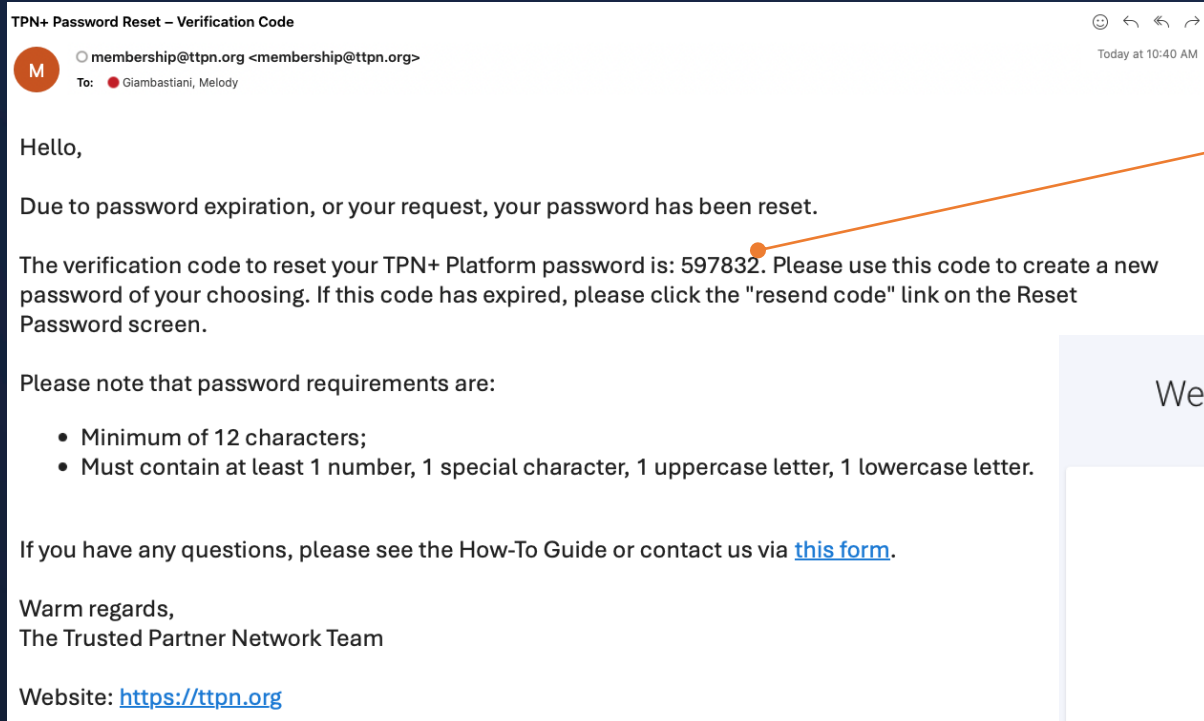 TPN+ Password Reset – Verification Code
M
membership@ttpn.org <membership@ttpn.org>
Today at 10:40 AM
To: Giambastiani, Melody
Hello,
Due to password expiration, or your request, your password has been reset.
The verification code to reset your TPN+ Platform password is: 597832. Please use this code to create a new
password of your choosing. If this code has expired, please click the "resend code" link on the Reset
Password screen.
Please note that password requirements are:
We
• Minimum of 12 characters;
• Must contain at least 1 number, 1 special character, 1 uppercase letter, 1 lowercase letter.
If you have any questions, please see the How-To Guide or contact us via this form.
Warm regards,
The Trusted Partner Network Team
Website: https://ttpn.org